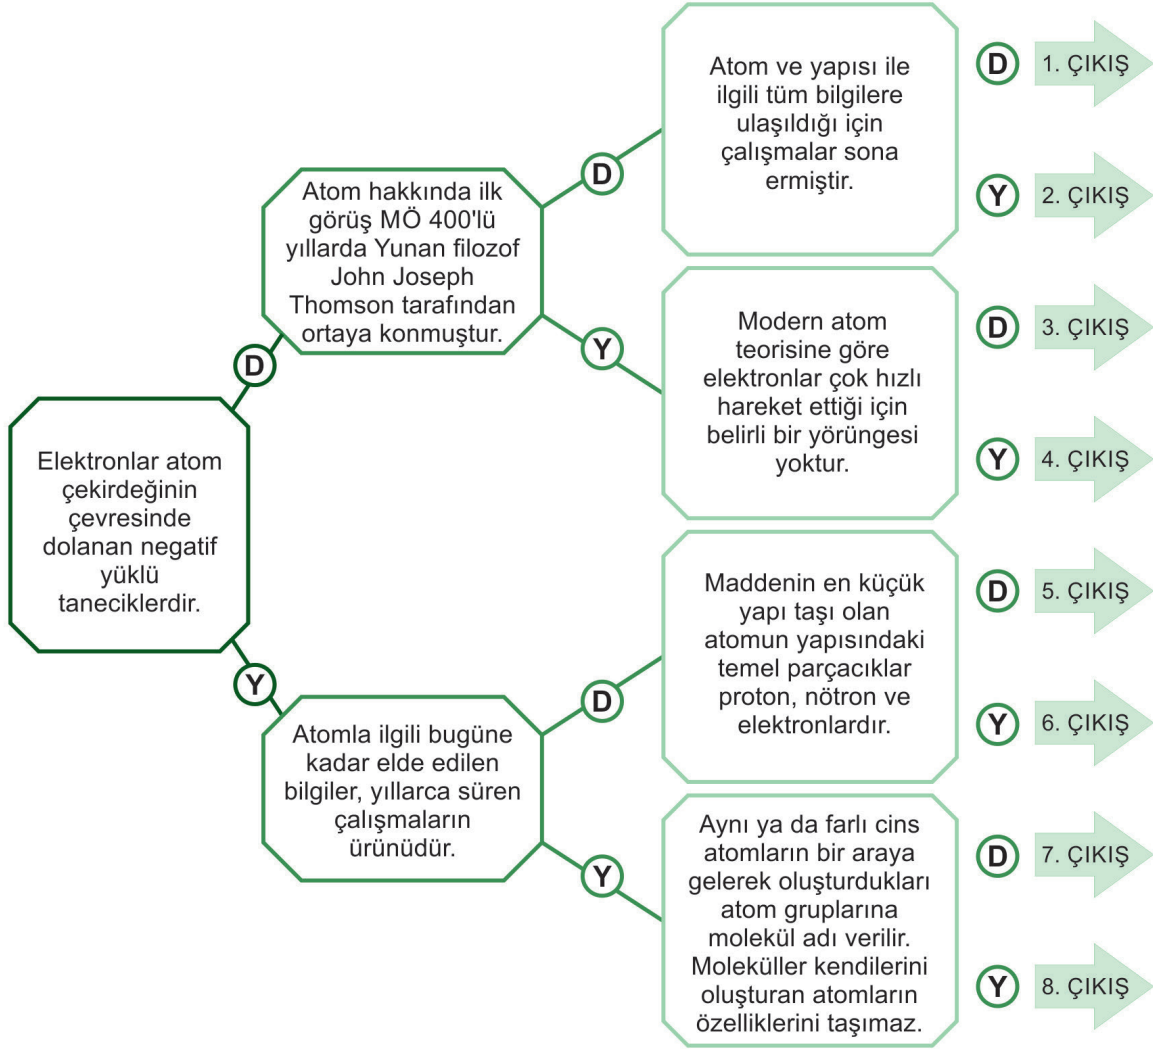 Elektronlar atom
çekirdeğinin
çevresinde
dolanan negatif
yüklü
taneciklerdir.
D
Y
Atom hakkında ilk
görüş MÖ 400'lü
yıllarda Yunan filozof
John Joseph
Thomson tarafından
ortaya konmuştur.
D
Y
Atomla ilgili bugüne
kadar elde edilen
bilgiler, yıllarca süren
çalışmaların
ürünüdür.
D
Y
Atom ve yapısı ile
ilgili tüm bilgilere
ulaşıldığı için
çalışmalar sona
ermiştir.
D 1. ÇIKIŞ
Y 2. ÇIKIŞ
Modern atom
teorisine göre
elektronlar çok hızlı
hareket ettiği için
belirli bir yörüngesi
yoktur.
D 3. ÇIKIŞ
Y 4. ÇIKIŞ
Maddenin en küçük
yapı taşı olan
atomun yapısındaki
temel parçacıklar
proton, nötron ve
elektronlardır.
D 5. ÇIKIŞ
Y 6. ÇIKIŞ
Aynı ya da farlı cins
atomların bir araya
gelerek oluşturdukları
atom gruplarına
molekül adı verilir.
Moleküller kendilerini
oluşturan atomların
özelliklerini taşımaz.
D 7. ÇIKIŞ
Y 8. ÇIKIŞ